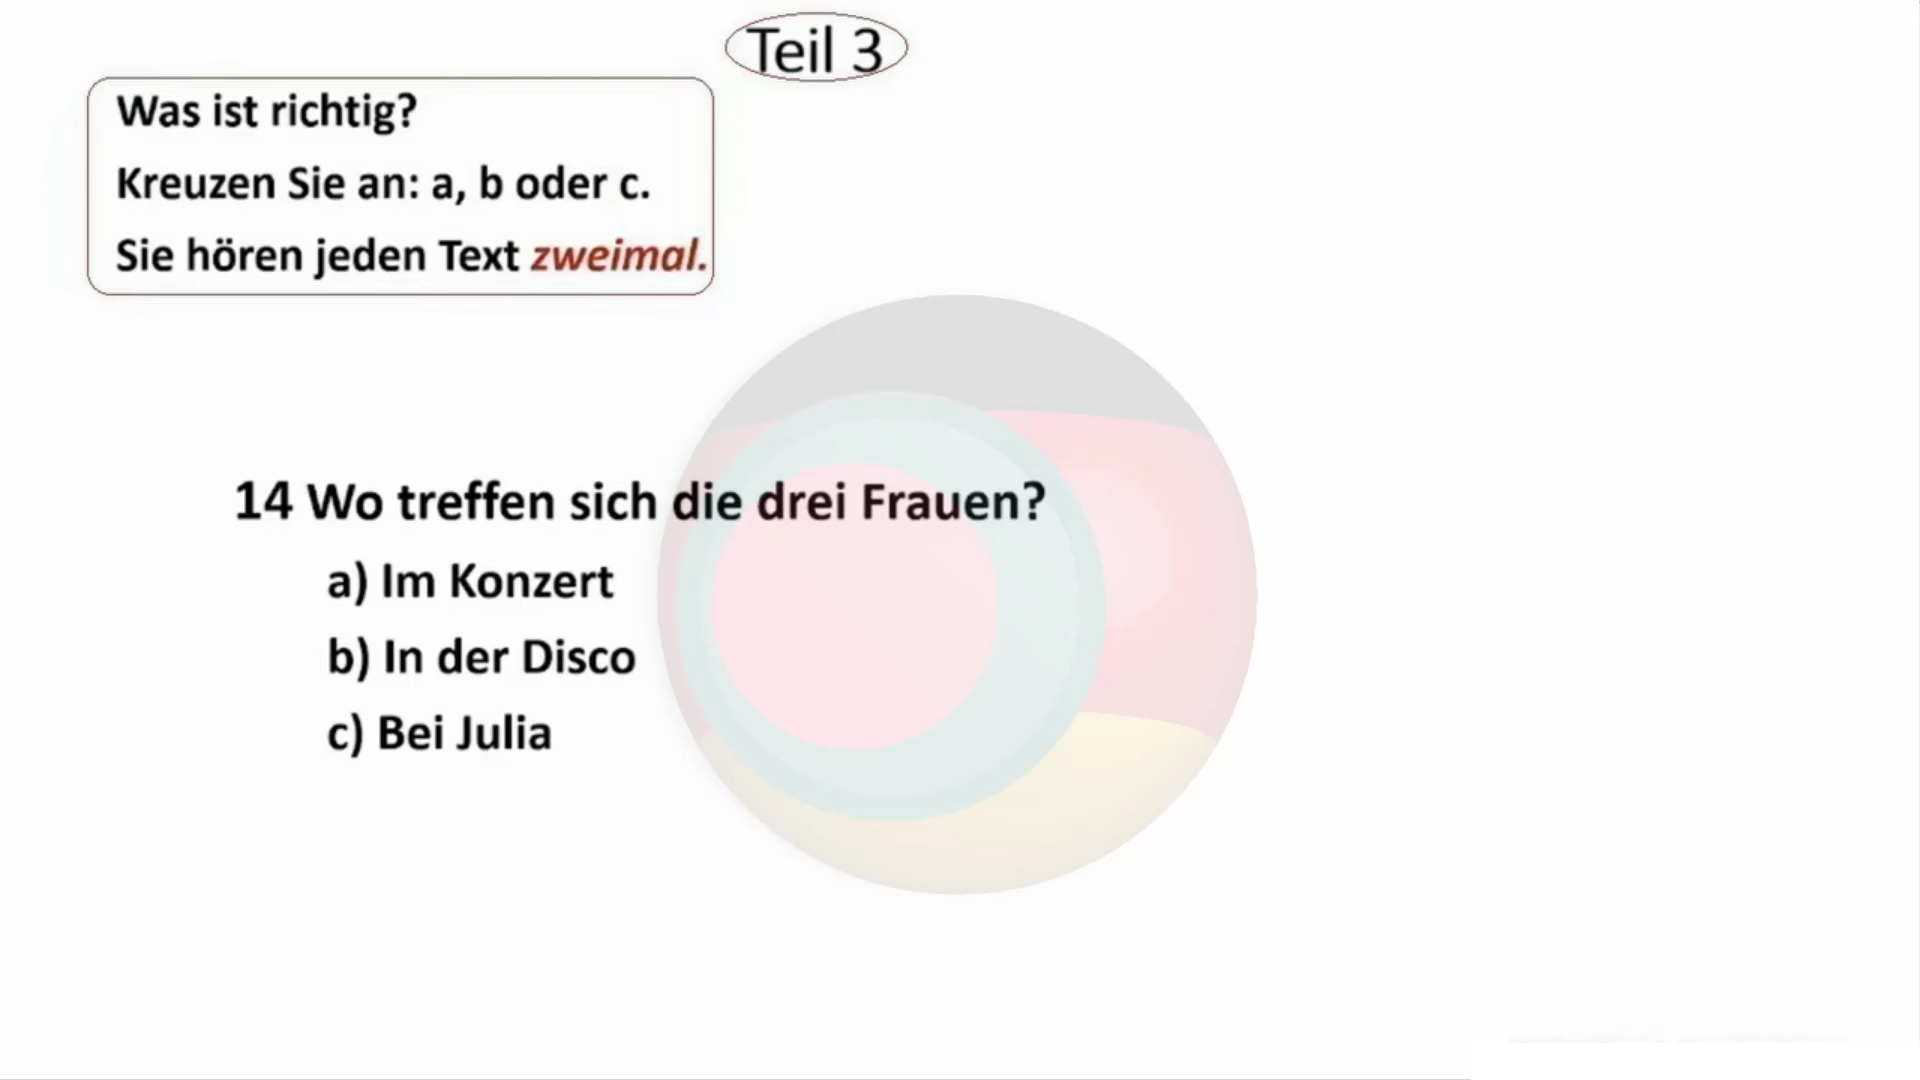 Teil 3
Was ist richtig?
Kreuzen Sie an: a, b oder c.
Sie hören jeden Text zweimal.
14 Wo treffen sich die drei Frauen?
a) Im Konzert
b) In der Disco
c) Bei Julia